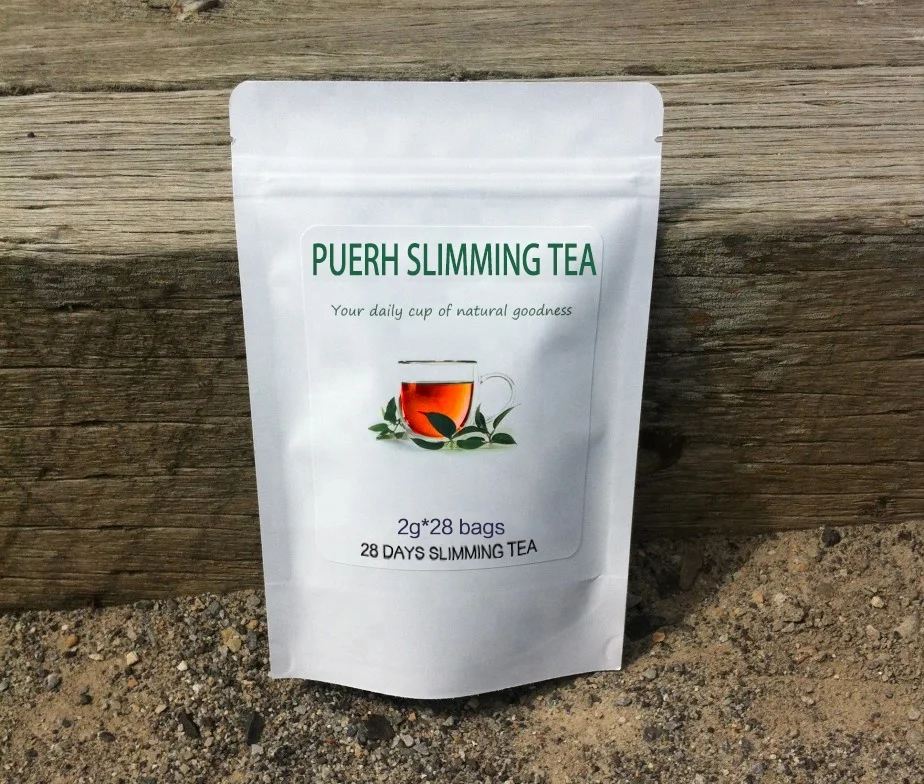 PUERH SLIMMING TEA
Your daily cup of natural goodness
2g*28 bags
28 DAYS SLIMMING TEA